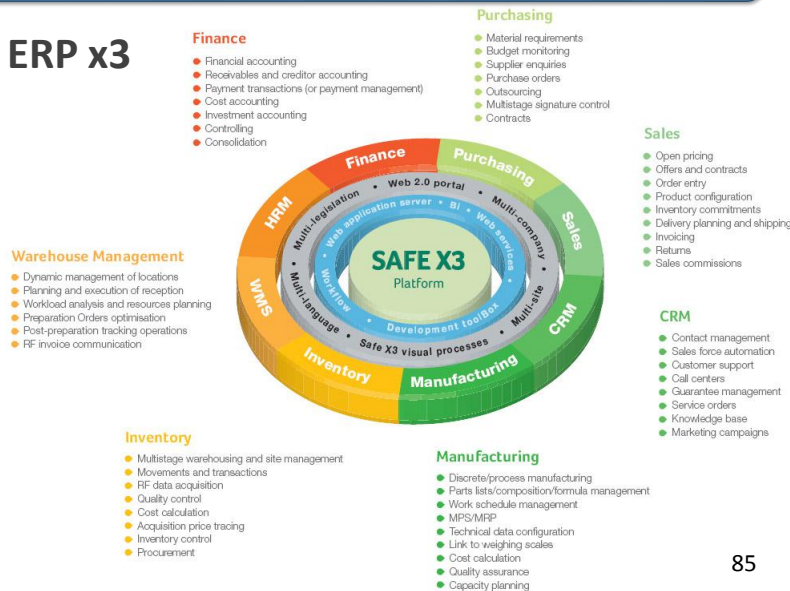 ERP x3
Finance
Financial accounting
Receivables and creditor accounting
Payment transactions (or payment management)
Cost accounting
Investment accounting
Controlling
Consolidation
Purchasing
Material requirements
Budget monitoring
Supplier enquiries
Purchase orders
Outsourcing
Multistage signature control
Contracts
Sales
Open pricing
Offers and contracts
Order entry
Product configuration
Inventory commitments
Delivery planning and shipping
Invoicing
Returns
Sales commissions
Warehouse Management
Dynamic management of locations
Planning and execution of reception
Workload analysis and resources planning
Preparation Orders optimisation
Post-preparation tracking operations
RF invoice communication
Finance
Purchasing
Sales
CRM
Manufacturing
Inventory
WMS
HRM
Multi-legislation • Web 2.0 portal • Multi-company • Multi-site • Safe X3 visual processes • Multi-language •
Web application server • Bi • Web services • Development toolBox • Workflow •
SAFE X3
Platform
CRM
Contact management
Sales force automation
Customer support
Call centers
Guarantee management
Service orders
Knowledge base
Marketing campaigns
Inventory
Multistage warehousing and site management
Movements and transactions
RF data acquisition
Quality control
Cost calculation
Acquisition price tracing
Inventory control
Procurement
Manufacturing
Discrete/process manufacturing
Parts lists/composition/formula management
Work schedule management
MPS/MRP
Technical data configuration
Link to weighing scales
Cost calculation
Quality assurance
Capacity planning
85